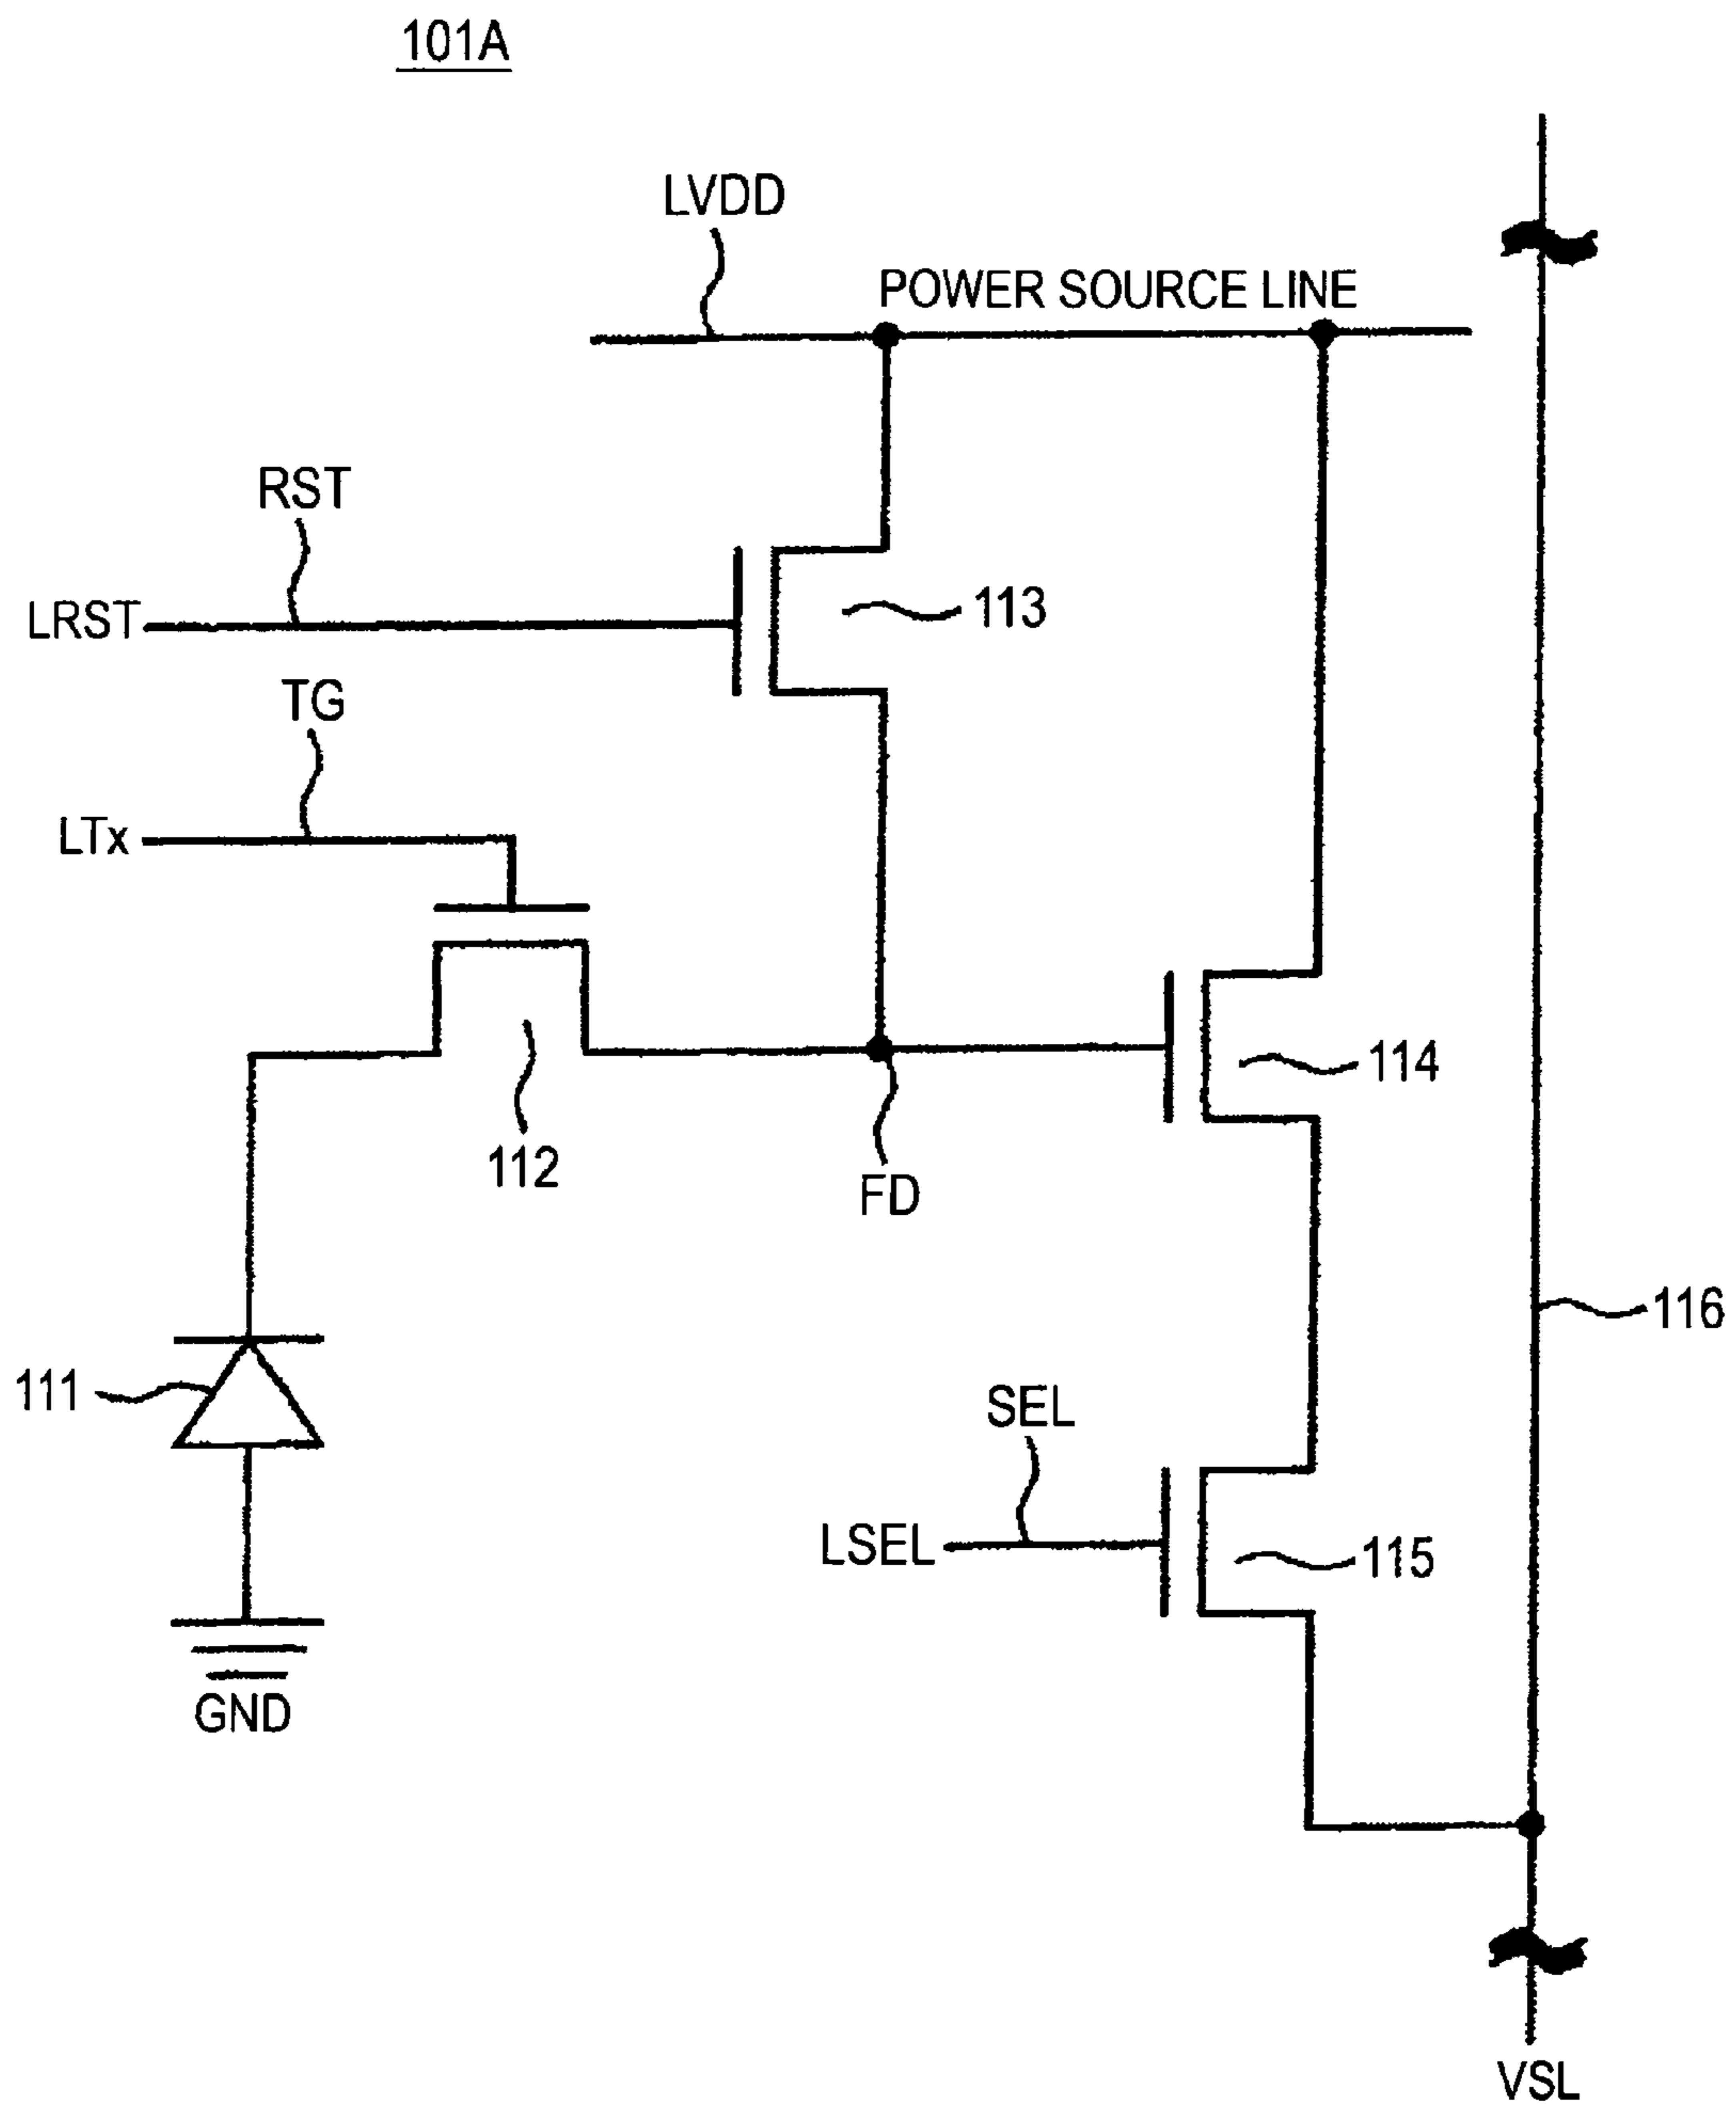 101A
LVDD
POWER SOURCE LINE
RST
LRST
113
TG
LTx
114
112
FD
116
111
SEL
LSEL
115
GND
VSL